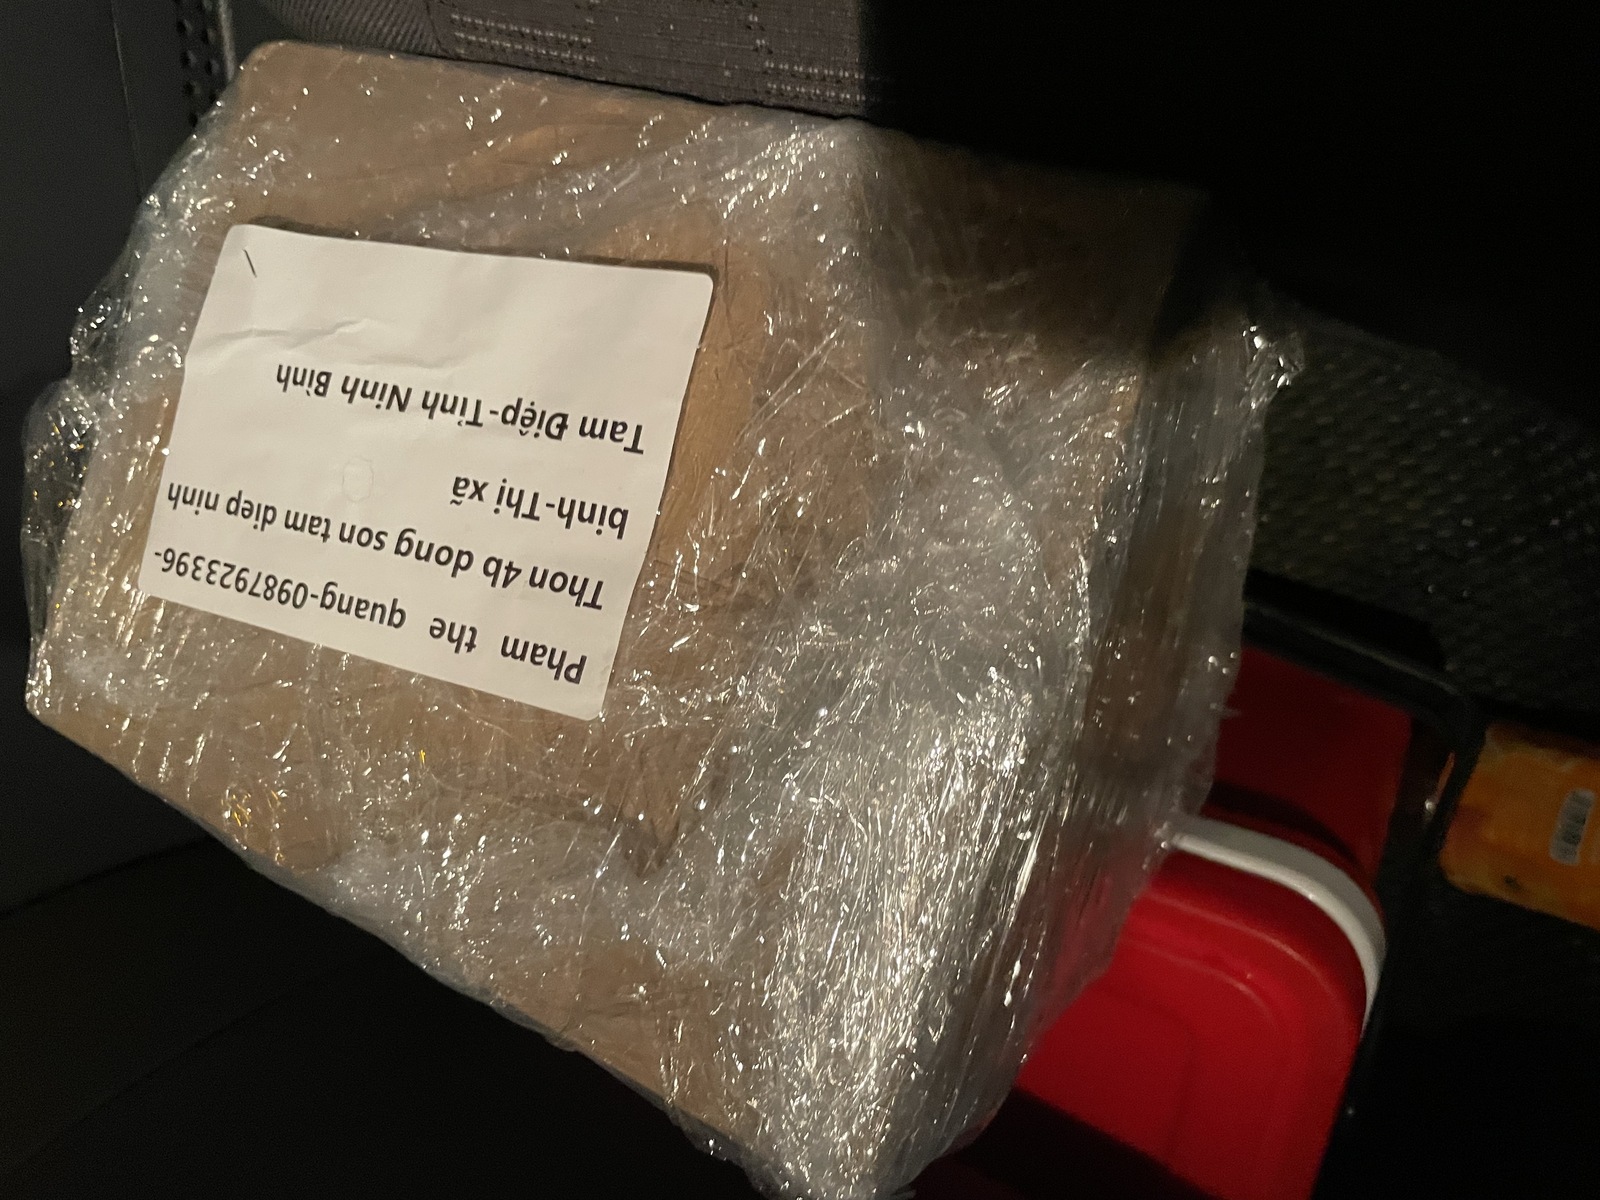 Pham the quang-0987923396-
Thon 4b dong son tam diep ninh
binh-Thị xã
Tam Điệp-Tỉnh Ninh Bình